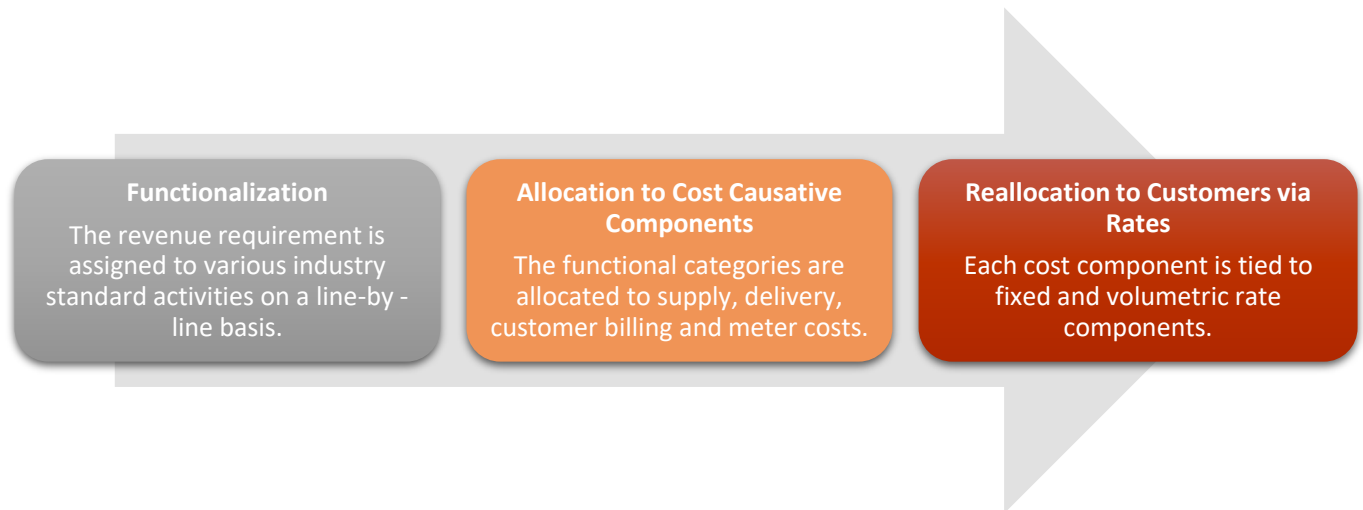 Functionalization
The revenue requirement is
assigned to various industry
standard activities on a line-by -
line basis.
Allocation to Cost Causative
Components
The functional categories are
allocated to supply, delivery,
customer billing and meter costs.
Reallocation to Customers via
Rates
Each cost component is tied to
fixed and volumetric rate
components.